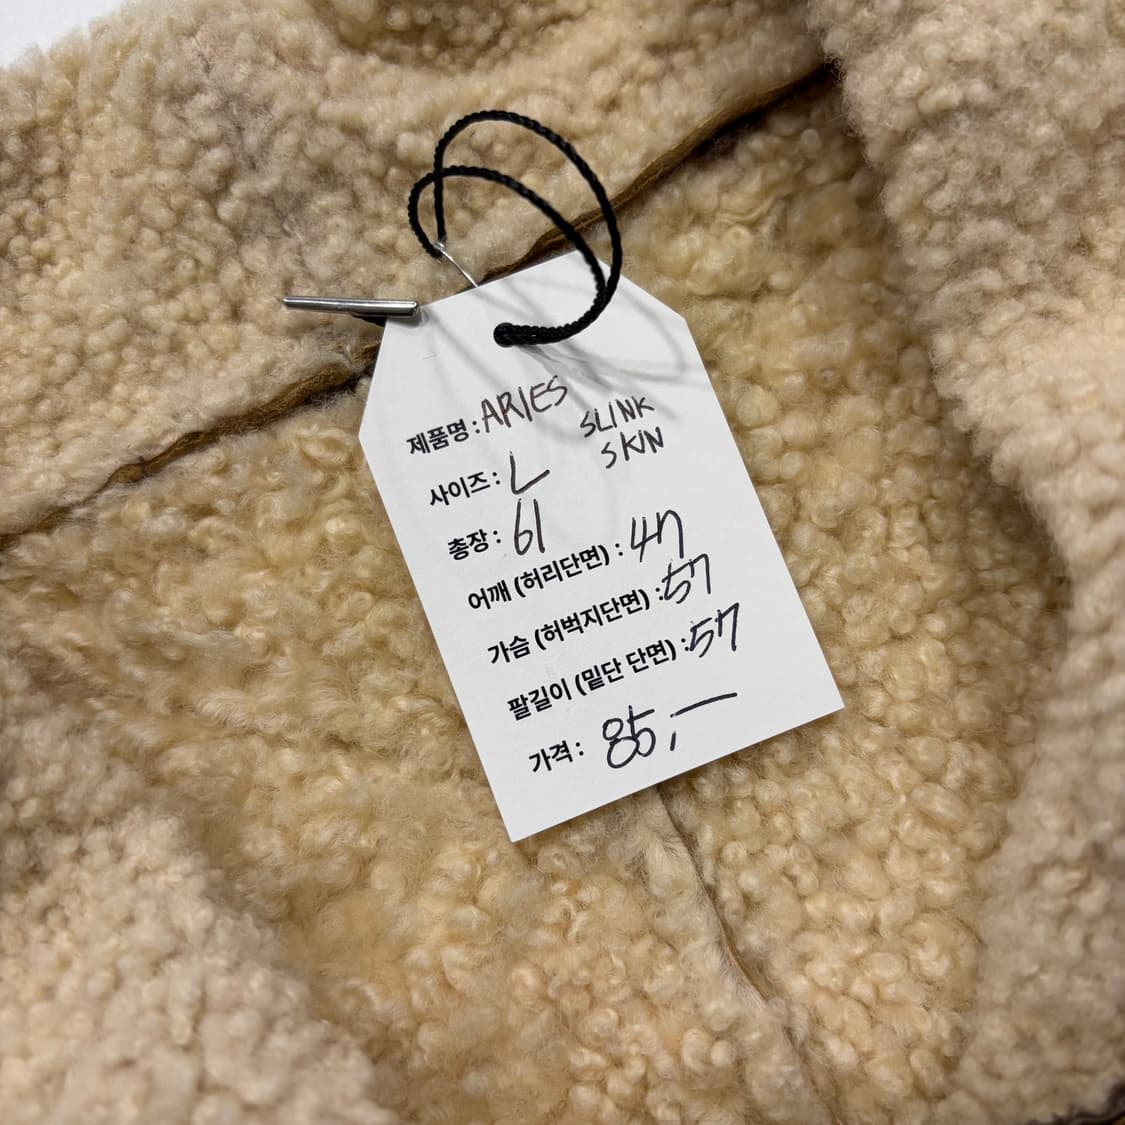 제품명 : ARIES SLINK SKIN
사이즈 : L
총장 : 61
어깨 (허리단면) : 47
가슴 (허벅지단면) : 57
팔길이 (밑단 단면) : 57
가격 : 85,—